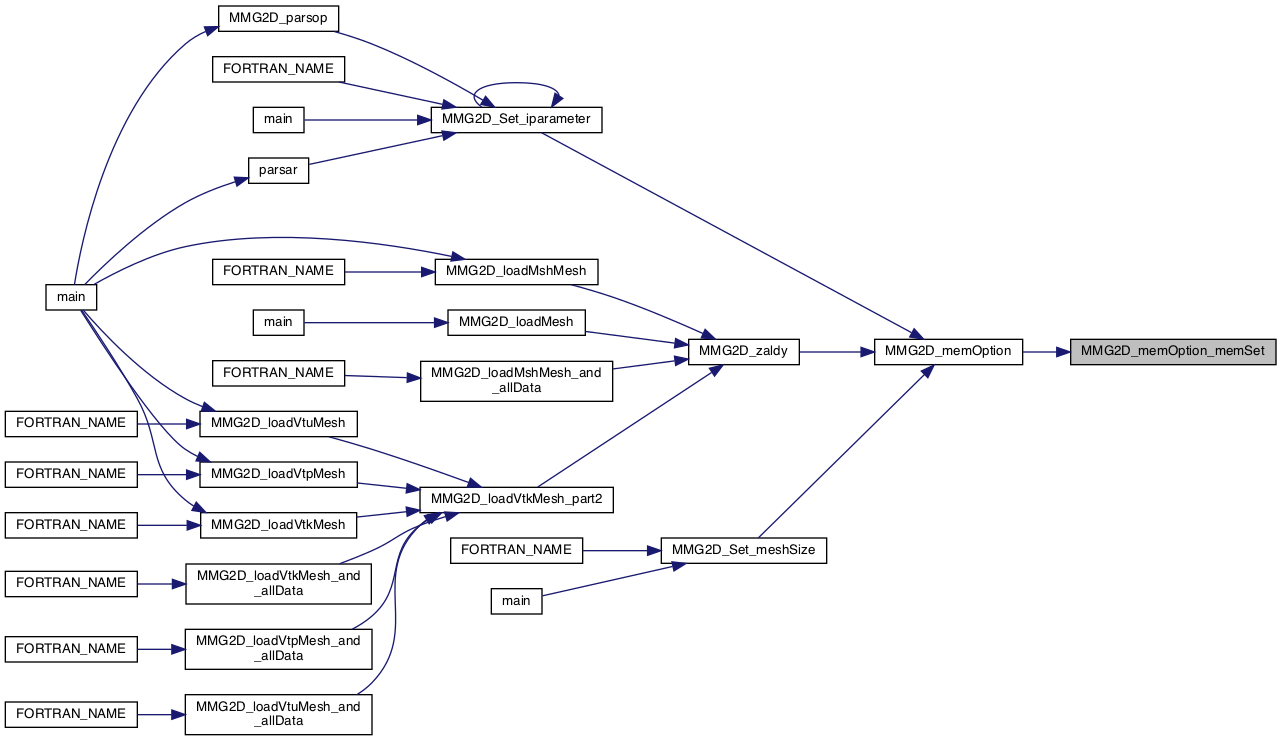 MMG2D_parsop
FORTRAN_NAME
main
MMG2D_Set_iparameter
parsar
main
FORTRAN_NAME
MMG2D_loadMshMesh
main
MMG2D_loadMesh
FORTRAN_NAME
MMG2D_loadMshMesh_and
_allData
MMG2D_zaldy
MMG2D_memOption
MMG2D_memOption_memSet
FORTRAN_NAME
MMG2D_loadVtuMesh
FORTRAN_NAME
MMG2D_loadVtpMesh
FORTRAN_NAME
MMG2D_loadVtkMesh
MMG2D_loadVtkMesh_part2
FORTRAN_NAME
MMG2D_Set_meshSize
main
FORTRAN_NAME
MMG2D_loadVtkMesh_and
_allData
FORTRAN_NAME
MMG2D_loadVtpMesh_and
_allData
FORTRAN_NAME
MMG2D_loadVtuMesh_and
_allData